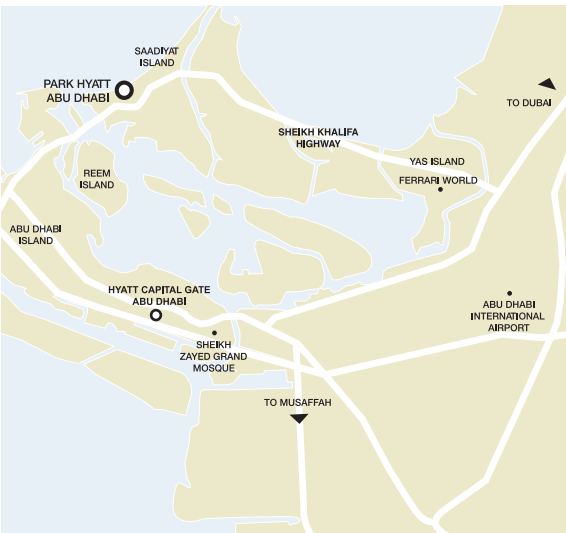 SAADIYAT
ISLAND
PARK HYATT
ABU DHABI
TO DUBAI
SHEIKH KHALIFA
HIGHWAY
YAS ISLAND
FERRARI WORLD
REEM
ISLAND
ABU DHABI
ISLAND
HYATT CAPITAL GATE
ABU DHABI
ABU DHABI
INTERNATIONAL
AIRPORT
SHEIKH
ZAYED GRAND
MOSQUE
TO MUSAFFAH